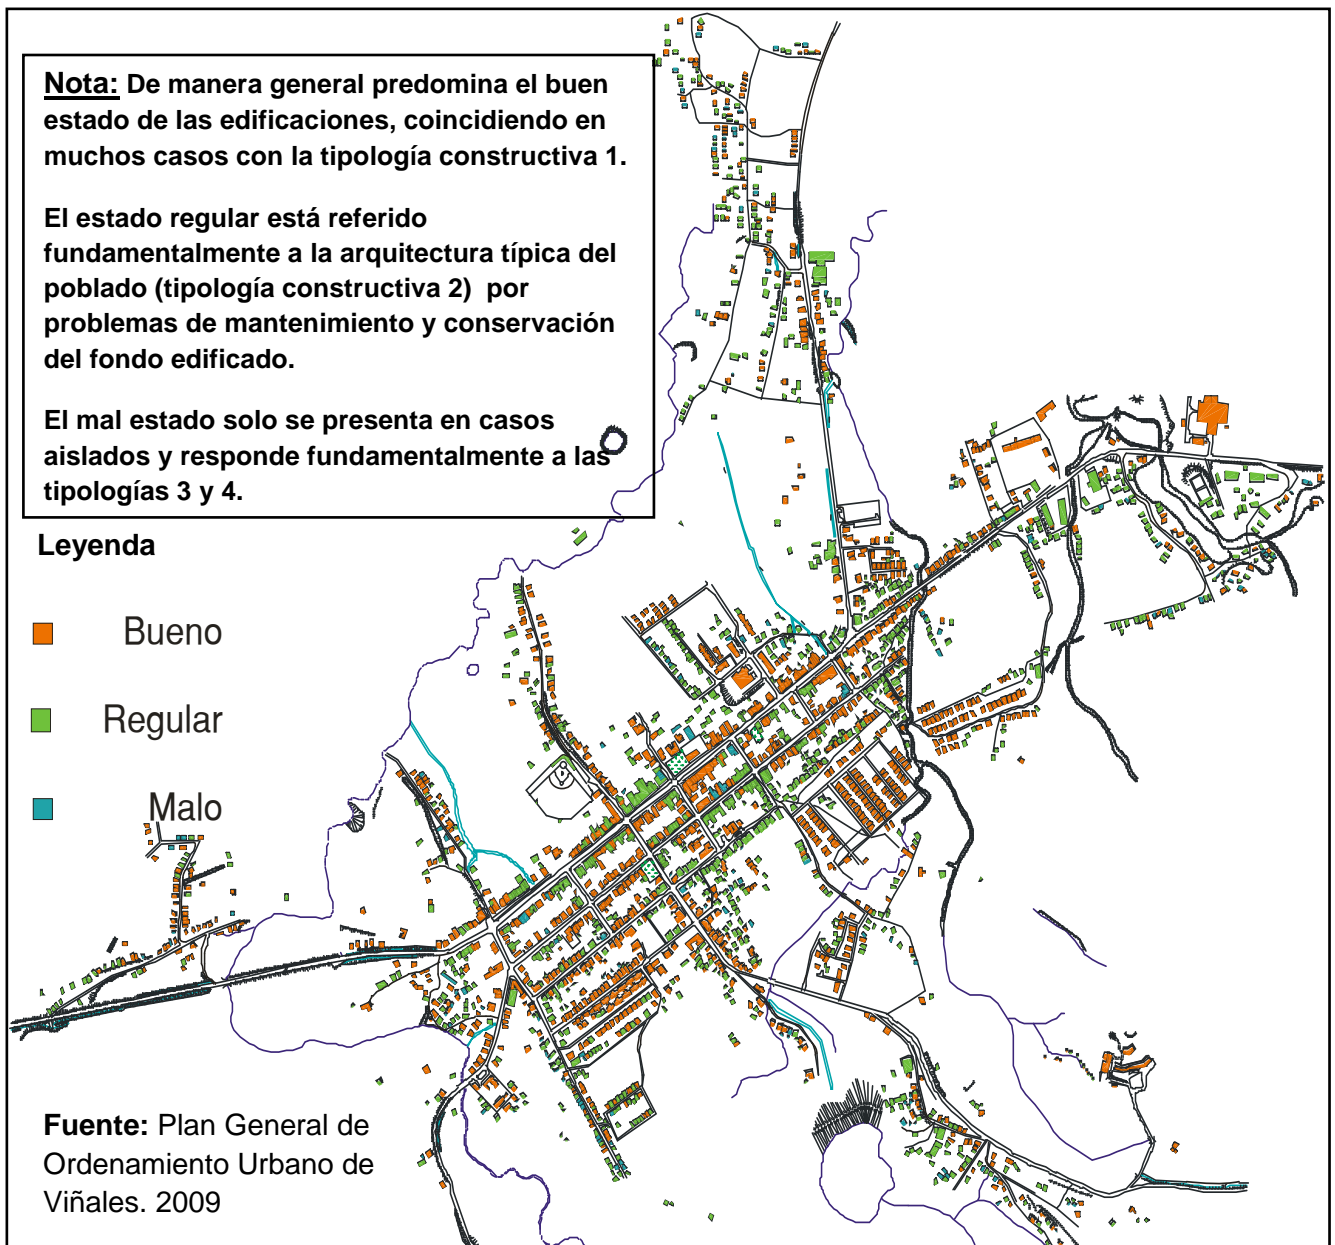 Nota: De manera general predomina el buen
estado de las edificaciones, coincidiendo en
muchos casos con la tipología constructiva 1.
El estado regular está referido
fundamentalmente a la arquitectura típica del
poblado (tipología constructiva 2) por
problemas de mantenimiento y conservación
del fondo edificado.
El mal estado solo se presenta en casos
aislados y responde fundamentalmente a las
tipologías 3 y 4.
Leyenda
Bueno
Regular
Malo
Fuente: Plan General de
Ordenamiento Urbano de
Viñales. 2009